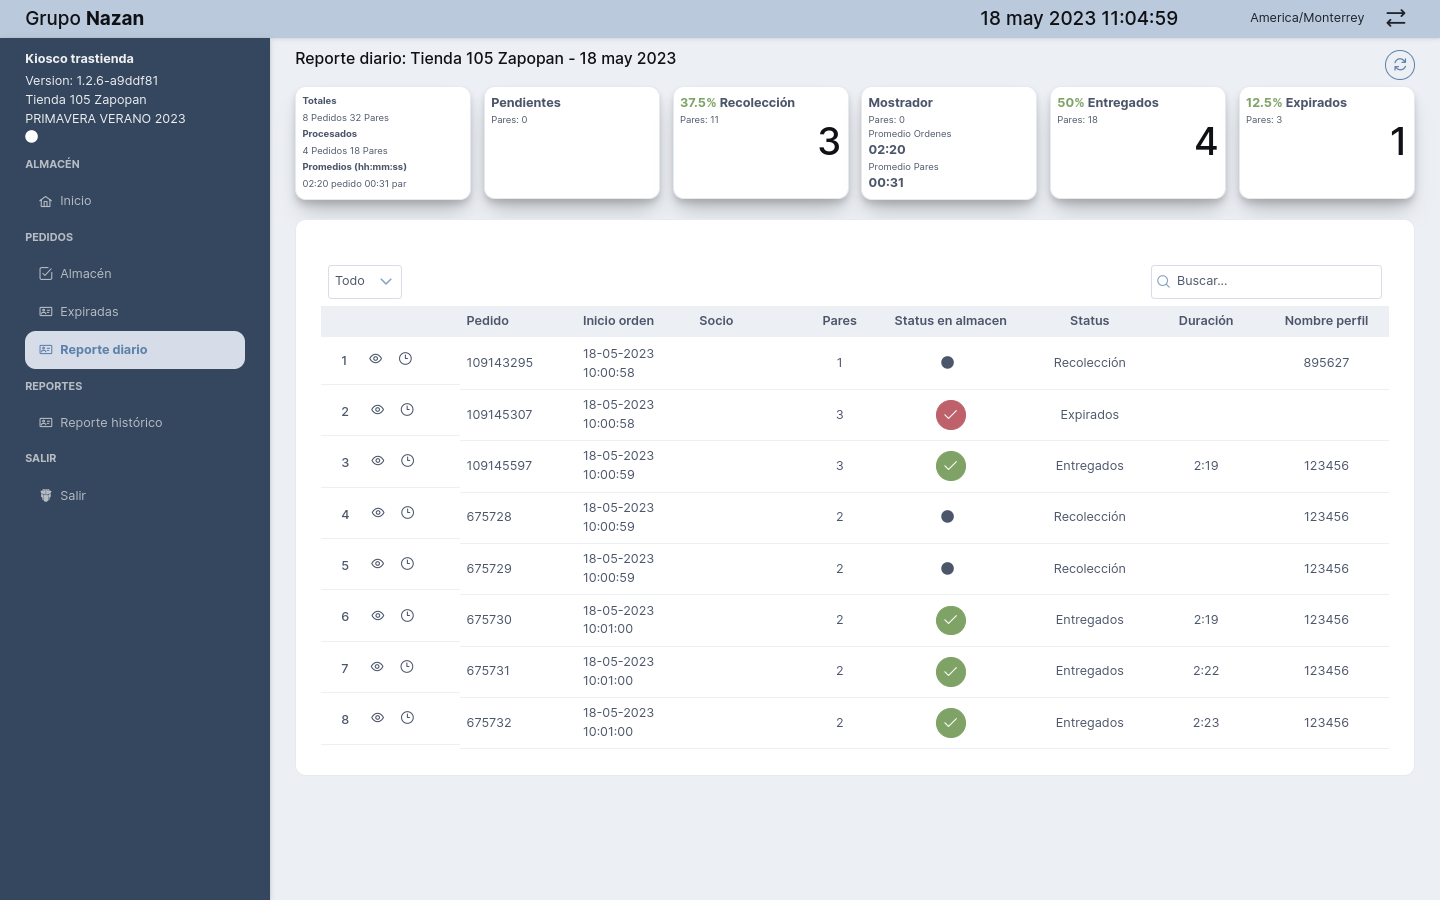 Grupo Nazan
18 may 2023 11:04:59
America/Monterrey
Kiosco trastienda
Version: 1.2.6-a9ddf81
Tienda 105 Zapopan
PRIMAVERA VERANO 2023
ALMACÉN
Inicio
PEDIDOS
Almacén
Expiradas
Reporte diario
REPORTES
Reporte histórico
SALIR
Salir
Reporte diario: Tienda 105 Zapopan - 18 may 2023
Totales
8 Pedidos 32 Pares
Procesados
4 Pedidos 18 Pares
Promedios (hh:mm:ss)
02:20 pedido 00:31 par
Pendientes
Pares: 0
37.5% Recolección
Pares: 11
3
Mostrador
Pares: 0
Promedio Ordenes
02:20
Promedio Pares
00:31
50% Entregados
Pares: 18
4
12.5% Expirados
Pares: 3
1
Todo
Buscar...
Pedido Inicio orden Socio Pares Status en almacen Status Duración Nombre perfil
1 109143295 18-05-2023 10:00:58 1 Recolección 895627
2 109145307 18-05-2023 10:00:58 3 Expirados
3 109145597 18-05-2023 10:00:59 3 Entregados 2:19 123456
4 675728 18-05-2023 10:00:59 2 Recolección 123456
5 675729 18-05-2023 10:00:59 2 Recolección 123456
6 675730 18-05-2023 10:01:00 2 Entregados 2:19 123456
7 675731 18-05-2023 10:01:00 2 Entregados 2:22 123456
8 675732 18-05-2023 10:01:00 2 Entregados 2:23 123456